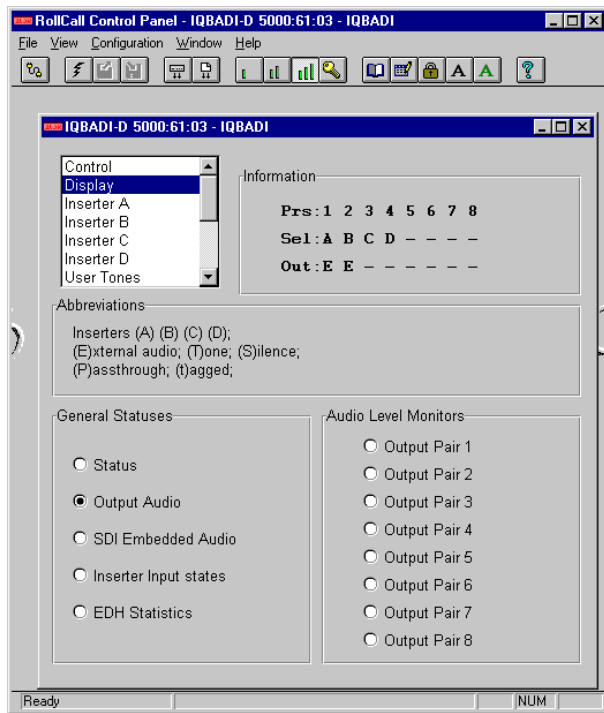 RollCall Control Panel - IQBADI-D 5000:61:03 - IQBADI
File View Configuration Window Help
A A ?
IQBADI-D 5000:61:03 - IQBADI
Control
Display
Inserter A
Inserter B
Inserter C
Inserter D
User Tones
Information
Prs:1 2 3 4 5 6 7 8
Sel:A B C D - - - -
Out:E E - - - - - -
Abbreviations
Inserters (A) (B) (C) (D);
(E)xternal audio; (T)one; (S)ilence;
(P)assthrough; (t)agged;
General Statuses
Status
Output Audio
SDI Embedded Audio
Inserter Input states
EDH Statistics
Audio Level Monitors
Output Pair 1
Output Pair 2
Output Pair 3
Output Pair 4
Output Pair 5
Output Pair 6
Output Pair 7
Output Pair 8
Ready
NUM